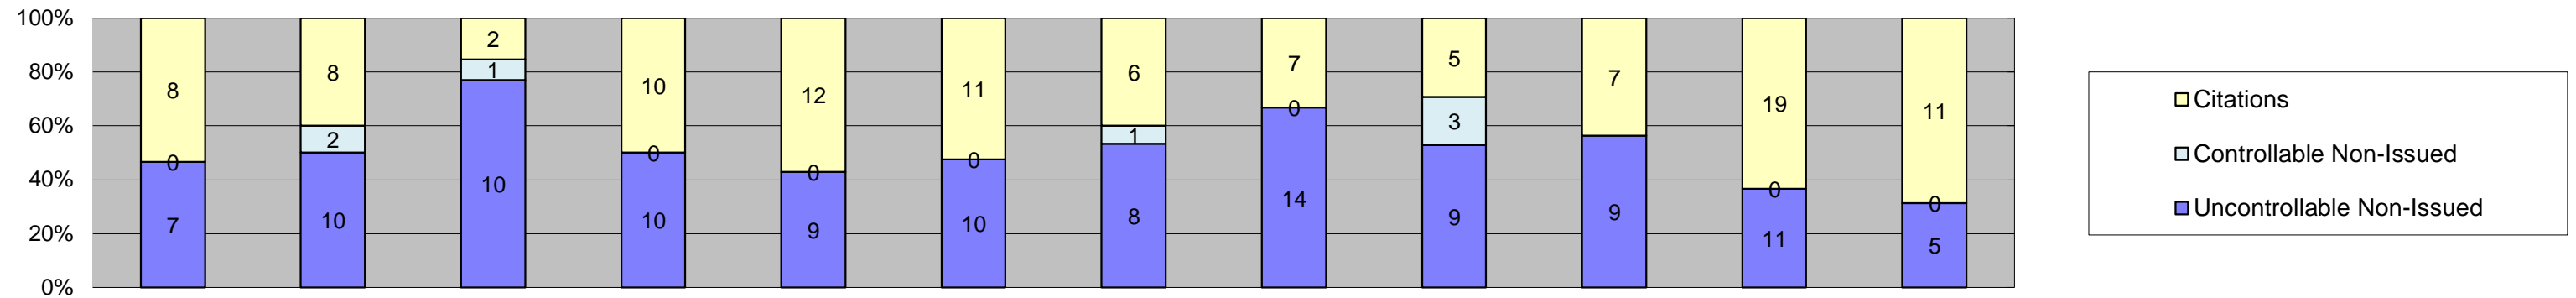 100%
80%
60%
40%
20%
0%
8 8 2 10 12 11 6 7 5 7 19 11
0 2 1 0 0 0 1 0 3 0 0
7 10 10 10 9 10 8 14 9 9 11 5
Citations
Controllable Non-Issued
Uncontrollable Non-Issued